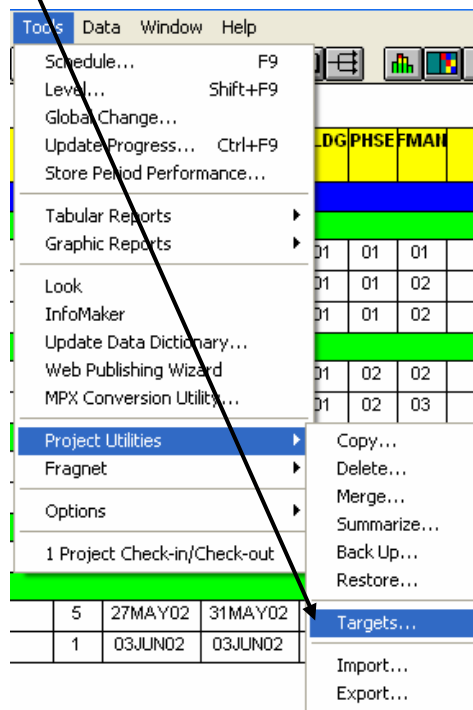 Tools Data Window Help
Schedule... F9
Level... Shift+F9
Global Change...
Update Progress... Ctrl+F9
Store Period Performance...
Tabular Reports
Graphic Reports
Look
InfoMaker
Update Data Dictionary...
Web Publishing Wizard
MPX Conversion Utility...
Project Utilities
Fragnet
Options
1 Project Check-in/Check-out
Copy...
Delete...
Merge...
Summarize...
Back Up...
Restore...
Targets...
Import...
Export...
LDG PHSE FMAN
01 01 01
01 01 02
01 01 02
01 02 02
01 02 03
5 27MAY02 31MAY02
1 03JUN02 03JUN02